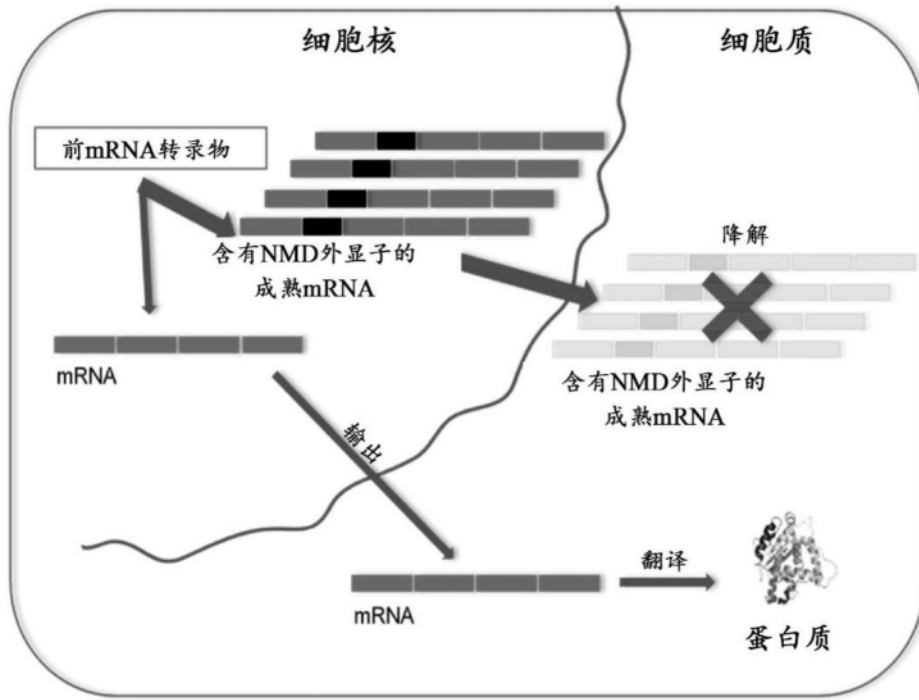 细胞核
细胞质
前mRNA转录物
含有NMD外显子的
成熟mRNA
降解
mRNA
含有NMD外显子的
成熟mRNA
输出
mRNA
翻译
蛋白质